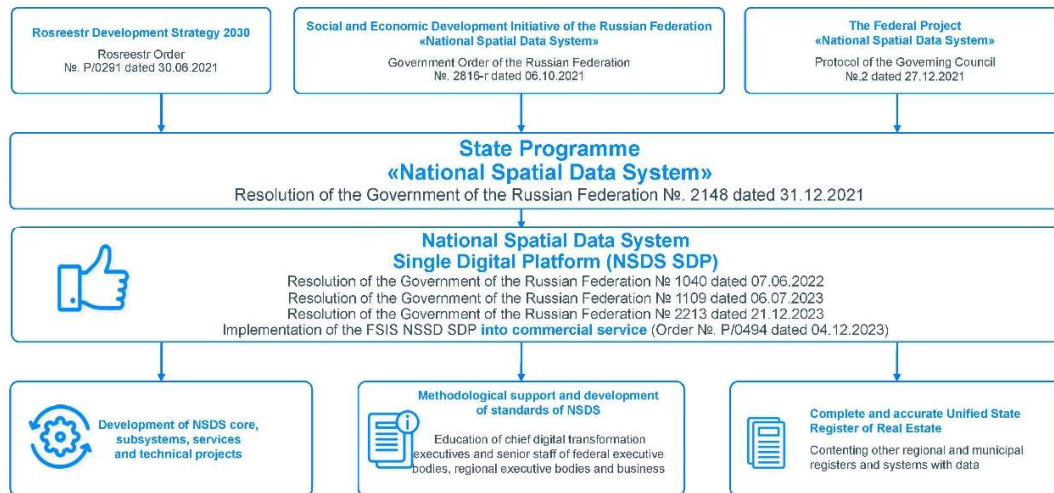 Rosreestr Development Strategy 2030
Rosreestr Order
№. P/0291 dated 30.06.2021
Social and Economic Development Initiative of the Russian Federation
«National Spatial Data System»
Government Order of the Russian Federation
№. 2816-r dated 06.10.2021
The Federal Project
«National Spatial Data System»
Protocol of the Governing Council
№.2 dated 27.12.2021
State Programme
«National Spatial Data System»
Resolution of the Government of the Russian Federation №. 2148 dated 31.12.2021
National Spatial Data System
Single Digital Platform (NSDS SDP)
Resolution of the Government of the Russian Federation № 1040 dated 07.06.2022
Resolution of the Government of the Russian Federation № 1109 dated 06.07.2023
Resolution of the Government of the Russian Federation № 2213 dated 21.12.2023
Implementation of the FSIS NSSD SDP into commercial service (Order №. P/0494 dated 04.12.2023)
Development of NSDS core,
subsystems, services
and technical projects
Methodological support and development
of standards of NSDS
Education of chief digital transformation
executives and senior staff of federal executive
bodies, regional executive bodies and business
Complete and accurate Unified State
Register of Real Estate
Contenting other regional and municipal
registers and systems with data